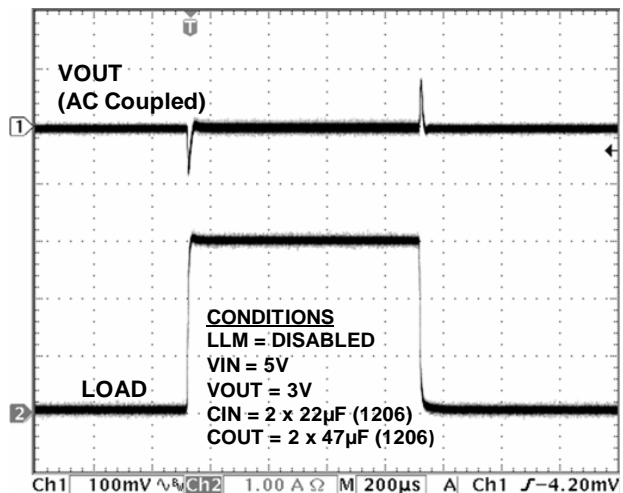 T
VOUT
(AC Coupled)
1
CONDITIONS
LLM = DISABLED
VIN = 5V
VOUT = 3V
CIN = 2 x 22µF (1206)
COUT = 2 x 47µF (1206)
LOAD
2
Ch1 100mV ∿ BW Ch2 1.00 A Ω M 200µs A Ch1 ƒ -4.20mV